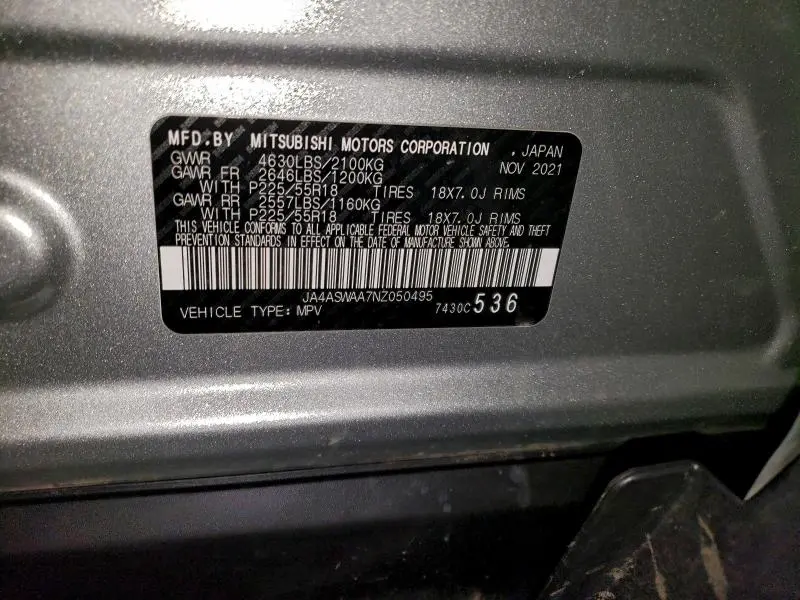 MFD.BY MITSUBISHI MOTORS CORPORATION . JAPAN
GVWR 4630LBS/2100KG NOV 2021
GAWR FR 2646LBS/1200KG
WITH P225/55R18 TIRES 18X7.0J RIMS
GAWR RR 2557LBS/1160KG
WITH P225/55R18 TIRES 18X7.0J RIMS
THIS VEHICLE CONFORMS TO ALL APPLICABLE FEDERAL MOTOR VEHICLE SAFETY AND THEFT
PREVENTION STANDARDS IN EFFECT ON THE DATE OF MANUFACTURE SHOWN ABOVE.
JA4ASWAA7NZ050495
VEHICLE TYPE: MPV 7430C 536